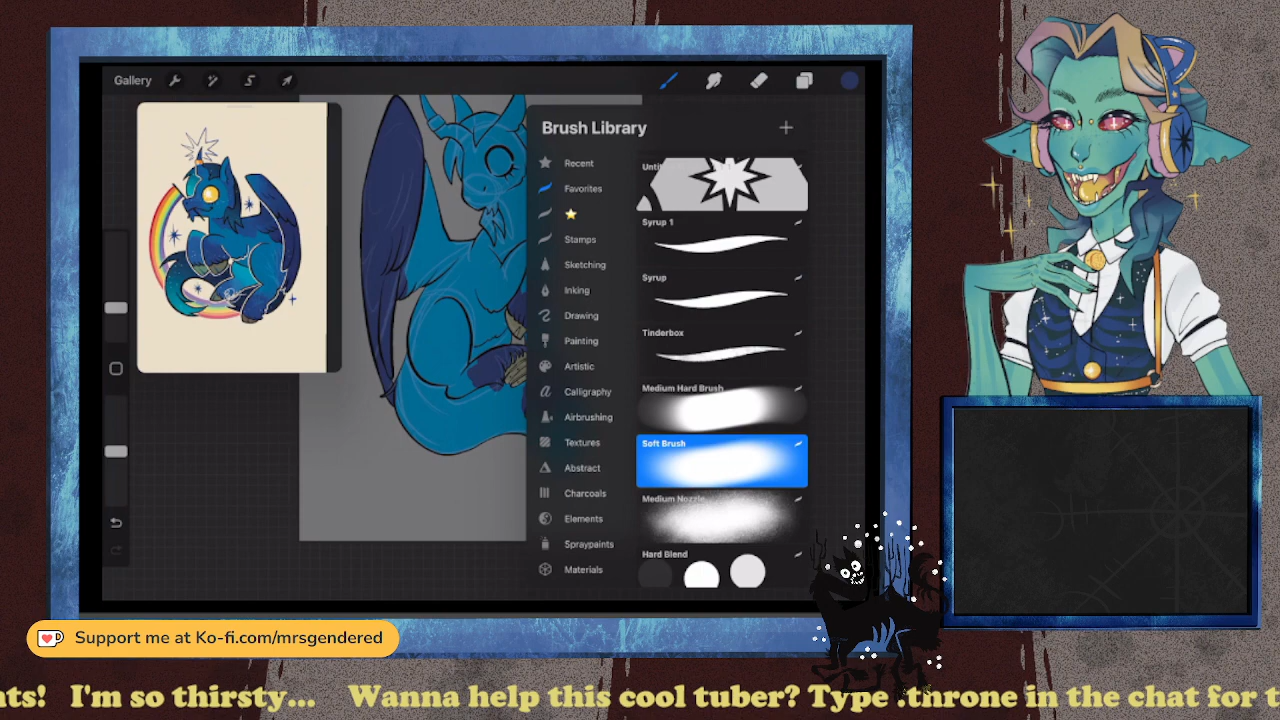 Gallery
Brush Library
Recent
Favorites
Stamps
Sketching
Inking
Drawing
Painting
Artistic
Calligraphy
Airbrushing
Textures
Abstract
Charcoals
Elements
Spraypaints
Materials
Syrup 1
Syrup
Tinderbox
Medium Hard Brush
Soft Brush
Medium Nozzle
Hard Blend
Support me at Ko-fi.com/mrsgendered
I'm so thirsty... Wanna help this cool tuber? Type .throne in the chat for